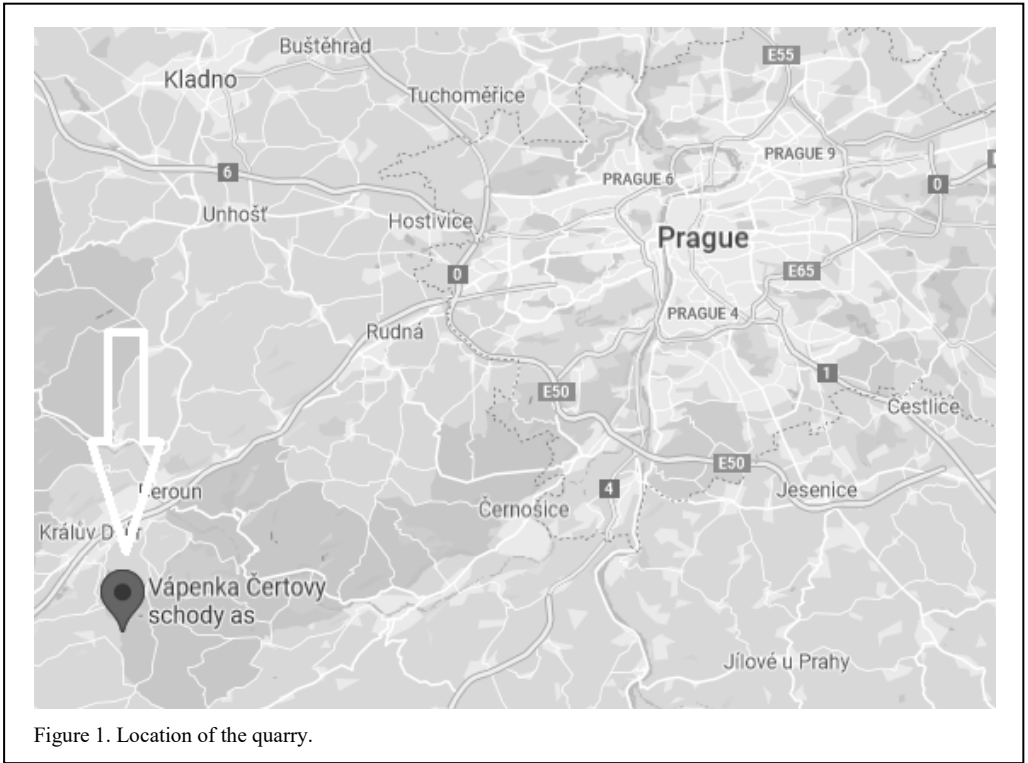 Buštěhrad
E55
Kladno
Tuchoměřice
PRAGUE 9
6
PRAGUE 6
0
Unhošť
Hostivice
Prague
0
E65
PRAGUE 4
Rudná
1
E50
Čestlice
E50
4
Jesenice
Černošice
Vápenka Čertovy
schody as
Jílové u Prahy
Figure 1. Location of the quarry.